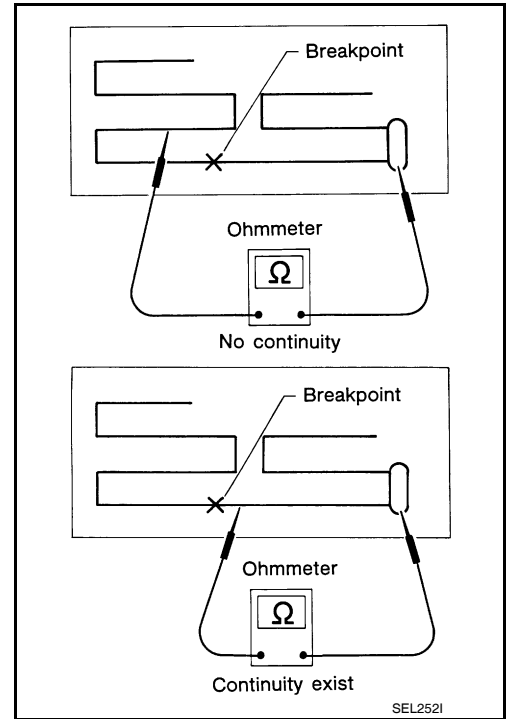 Breakpoint
Ohmmeter
Ω
No continuity
Breakpoint
Ohmmeter
Ω
Continuity exist
SEL252I